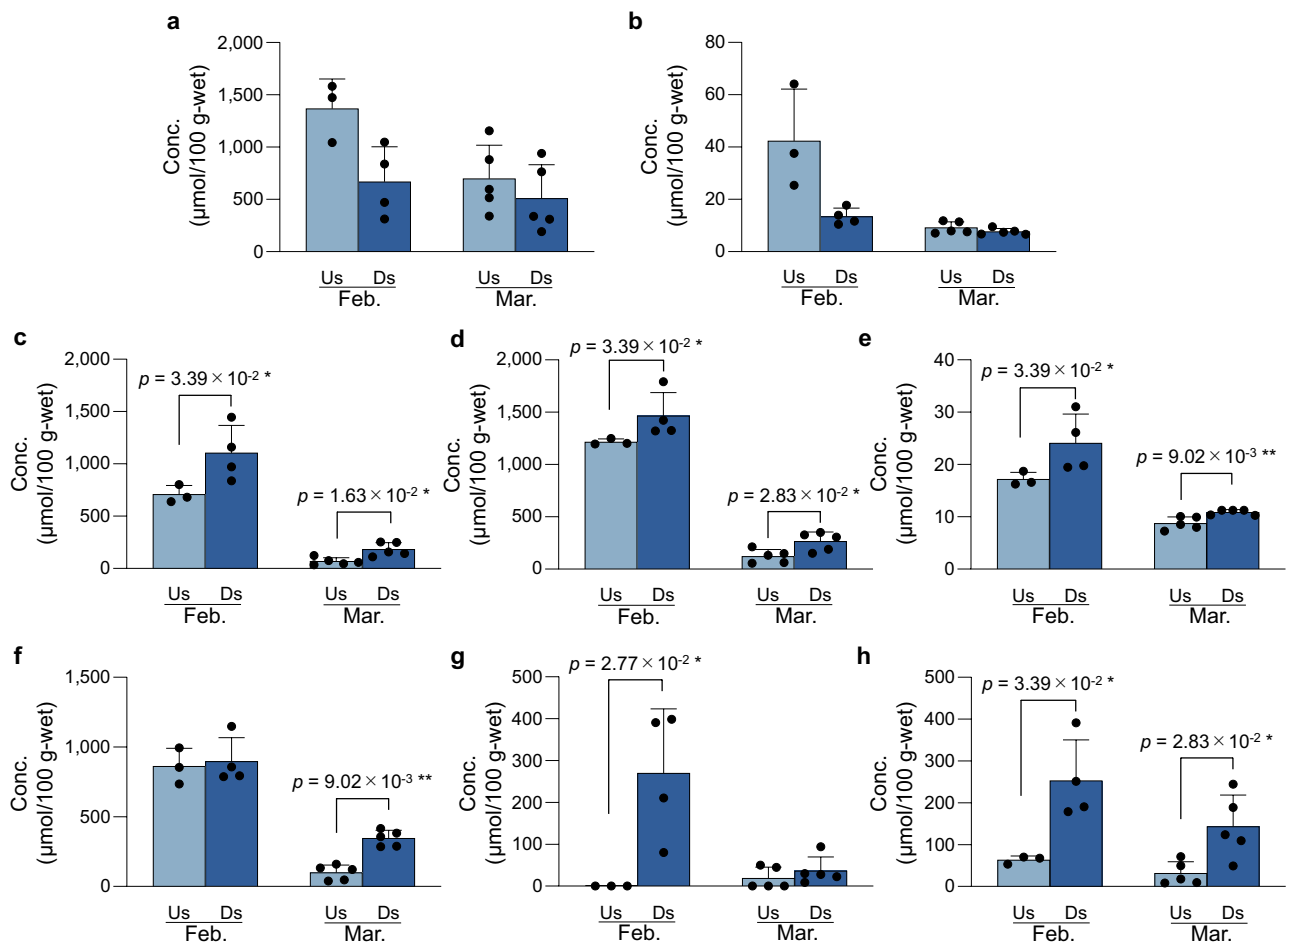 a
2,000
1,500
1,000
500
0
Conc.
(µmol/100 g-wet)
Us Ds Us Ds
Feb. Mar.
b
80
60
40
20
0
Conc.
(µmol/100 g-wet)
Us Ds Us Ds
Feb. Mar.
c
2,000
1,500
1,000
500
0
Conc.
(µmol/100 g-wet)
p = 3.39×10-2 *
p = 1.63×10-2 *
Us Ds Us Ds
Feb. Mar.
d
2,000
1,500
1,000
500
0
Conc.
(µmol/100 g-wet)
p = 3.39×10-2 *
p = 2.83×10-2 *
Us Ds Us Ds
Feb. Mar.
e
40
30
20
10
0
Conc.
(µmol/100 g-wet)
p = 3.39×10-2 *
p = 9.02×10-3 **
Us Ds Us Ds
Feb. Mar.
f
1,500
1,000
500
0
Conc.
(µmol/100 g-wet)
p = 9.02×10-3 **
Us Ds Us Ds
Feb. Mar.
g
500
400
300
200
100
0
Conc.
(µmol/100 g-wet)
p = 2.77×10-2 *
Us Ds Us Ds
Feb. Mar.
h
500
400
300
200
100
0
Conc.
(µmol/100 g-wet)
p = 3.39×10-2 *
p = 2.83×10-2 *
Us Ds Us Ds
Feb. Mar.